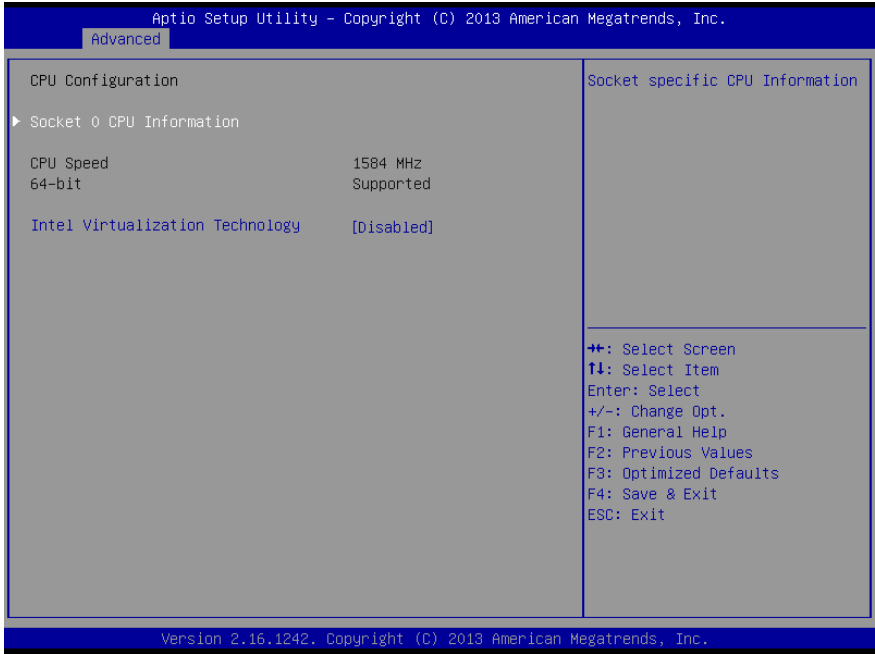 Aptio Setup Utility – Copyright (C) 2013 American Megatrends, Inc.
Advanced
CPU Configuration
Socket 0 CPU Information
CPU Speed 1584 MHz
64-bit Supported
Intel Virtualization Technology [Disabled]
Socket specific CPU Information
→←: Select Screen
↑↓: Select Item
Enter: Select
+/-: Change Opt.
F1: General Help
F2: Previous Values
F3: Optimized Defaults
F4: Save & Exit
ESC: Exit
Version 2.16.1242. Copyright (C) 2013 American Megatrends, Inc.